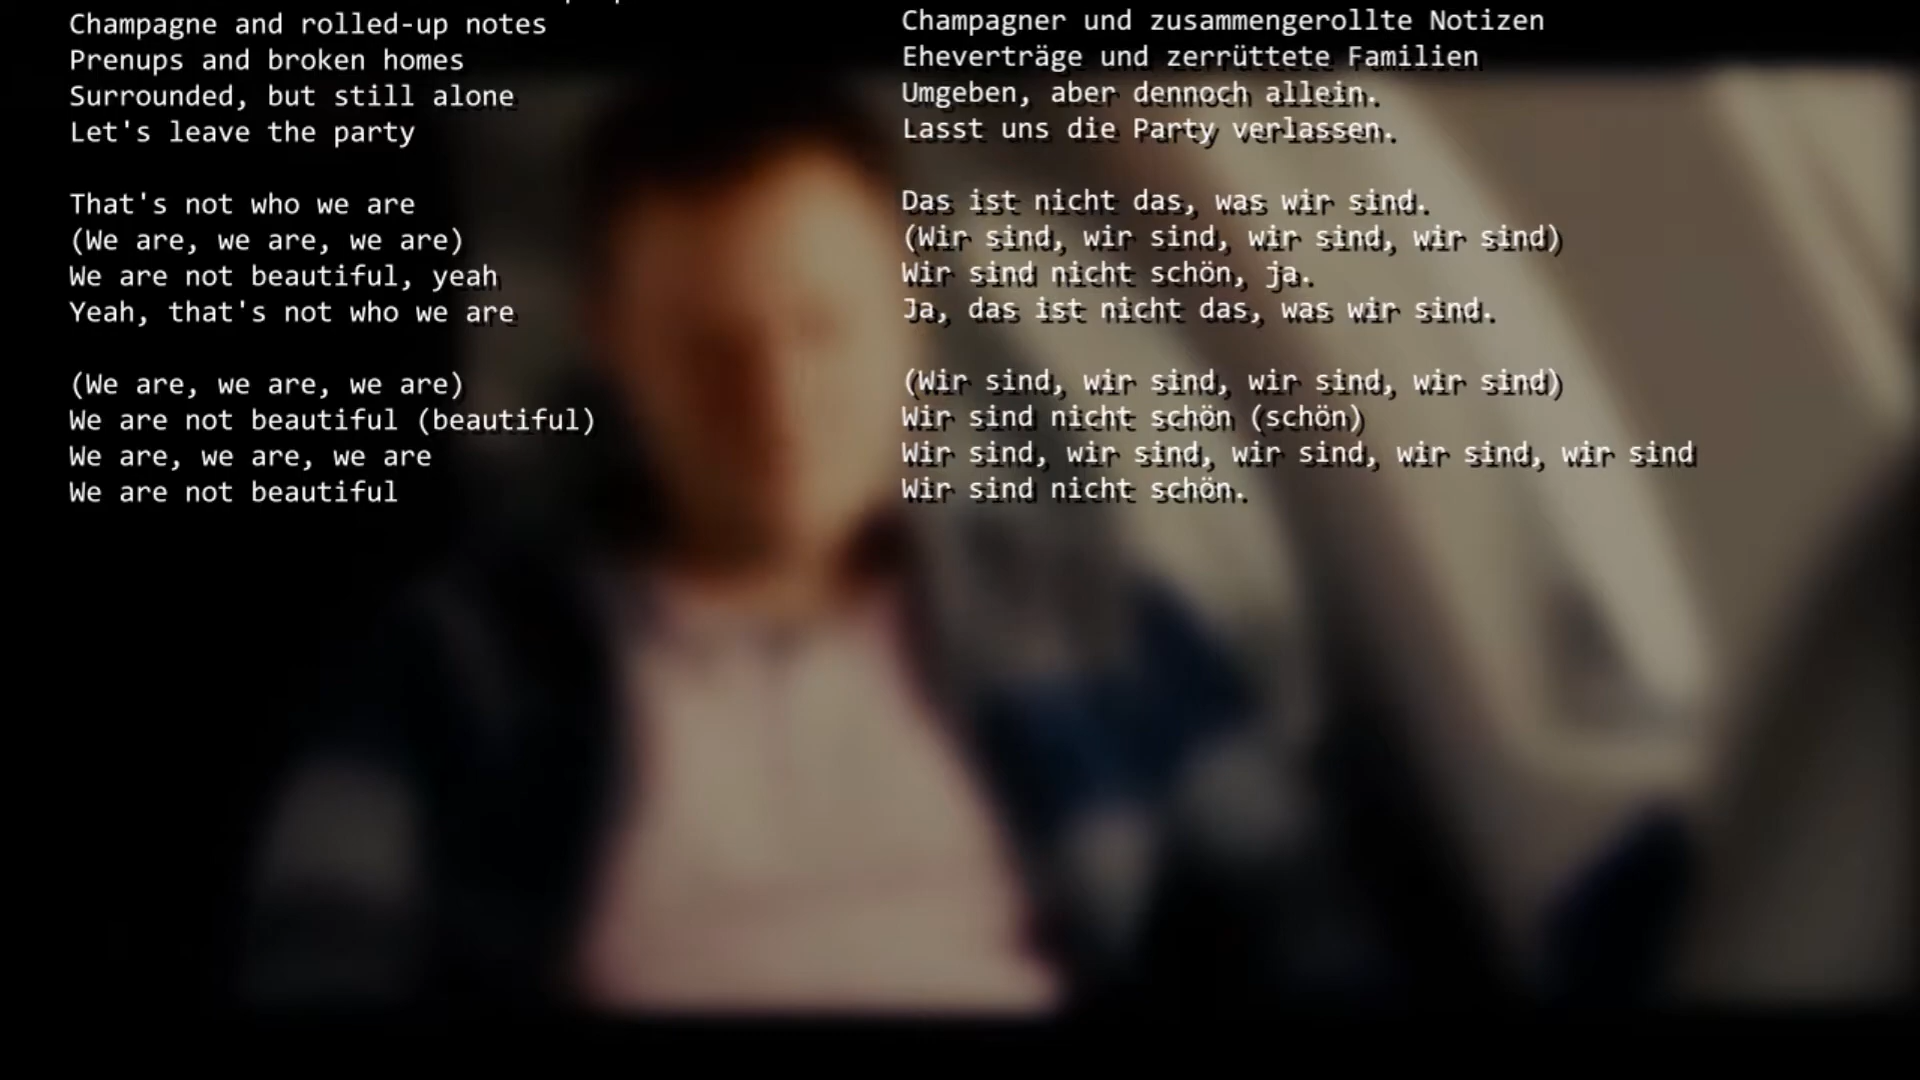 Champagne and rolled-up notes
Prenups and broken homes
Surrounded, but still alone
Let's leave the party
That's not who we are
(We are, we are, we are)
We are not beautiful, yeah
Yeah, that's not who we are
(We are, we are, we are)
We are not beautiful (beautiful)
We are, we are, we are
We are not beautiful
Champagner und zusammengerollte Notizen
Eheverträge und zerrüttete Familien
Umgeben, aber dennoch allein.
Lasst uns die Party verlassen.
Das ist nicht das, was wir sind.
(Wir sind, wir sind, wir sind, wir sind)
Wir sind nicht schön, ja.
Ja, das ist nicht das, was wir sind.
(Wir sind, wir sind, wir sind, wir sind)
Wir sind nicht schön (schön)
Wir sind, wir sind, wir sind, wir sind, wir sind
Wir sind nicht schön.